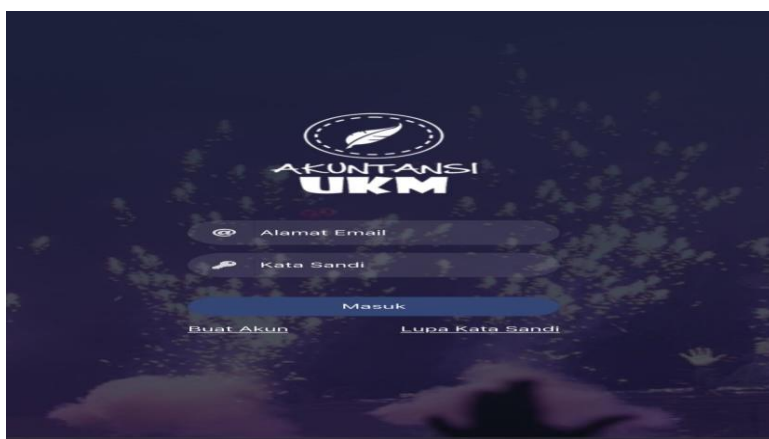 AKUNTANSI
UKM
@ Alamat Email
Kata Sandi
Masuk
Buat Akun Lupa Kata Sandi